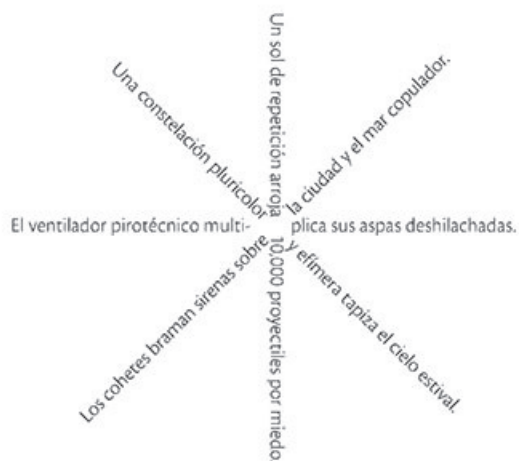 Un sol de repetición arroja 10.000 proyectiles por miedo.
Una constelación pluricolor y efímera tapiza el cielo estival.
El ventilador pirotécnico multi- plica sus aspas deshilachadas.
Los cohetes braman sirenas sobre la ciudad y el mar copulador.